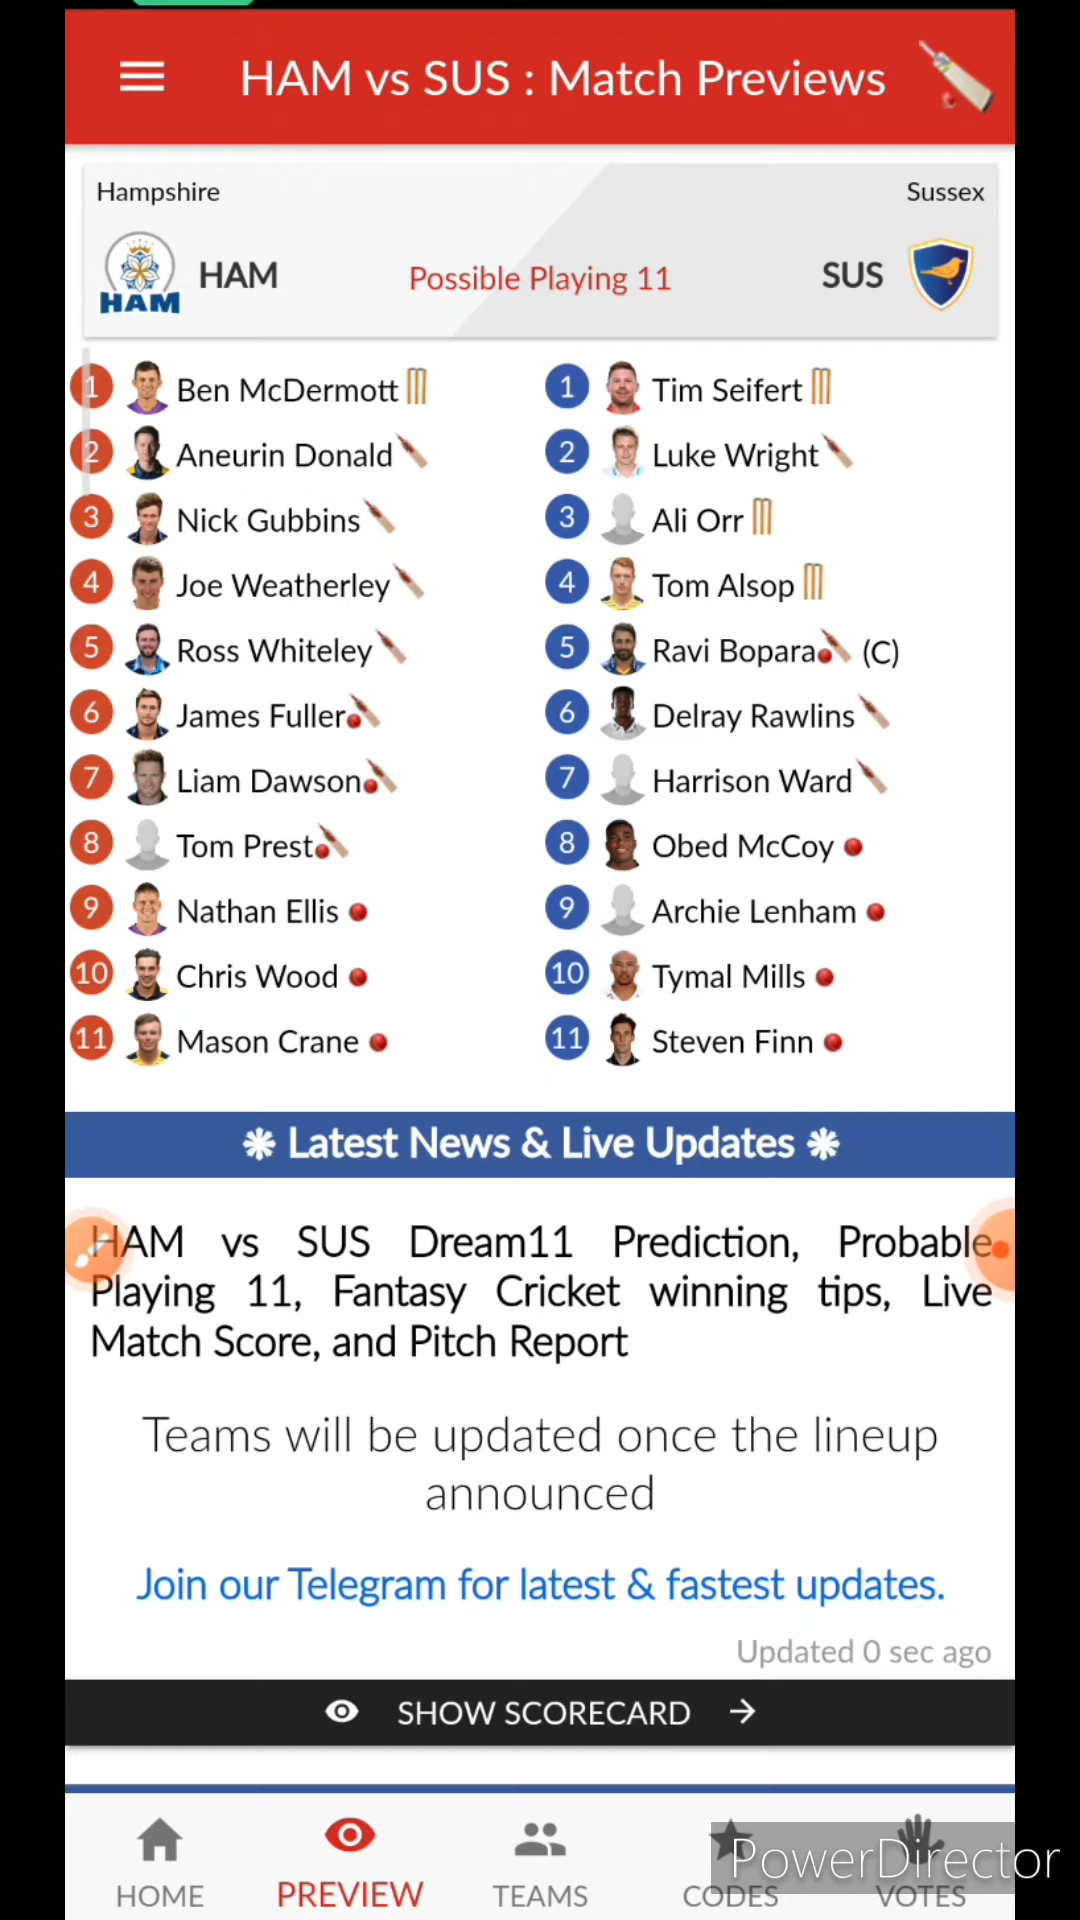 HAM vs SUS : Match Previews
Hampshire
Sussex
HAM
HAM
Possible Playing 11
SUS
1 Ben McDermott
1 Tim Seifert
2 Aneurin Donald
2 Luke Wright
3 Nick Gubbins
3 Ali Orr
4 Joe Weatherley
4 Tom Alsop
5 Ross Whiteley
5 Ravi Bopara (C)
6 James Fuller
6 Delray Rawlins
7 Liam Dawson
7 Harrison Ward
8 Tom Prest
8 Obed McCoy
9 Nathan Ellis
9 Archie Lenham
10 Chris Wood
10 Tymal Mills
11 Mason Crane
11 Steven Finn
Latest News & Live Updates
HAM vs SUS Dream11 Prediction, Probable
Playing 11, Fantasy Cricket winning tips, Live
Match Score, and Pitch Report
Teams will be updated once the lineup
announced
Join our Telegram for latest & fastest updates.
Updated 0 sec ago
SHOW SCORECARD
HOME
PREVIEW
TEAMS
CODES
VOTES
PowerDirector